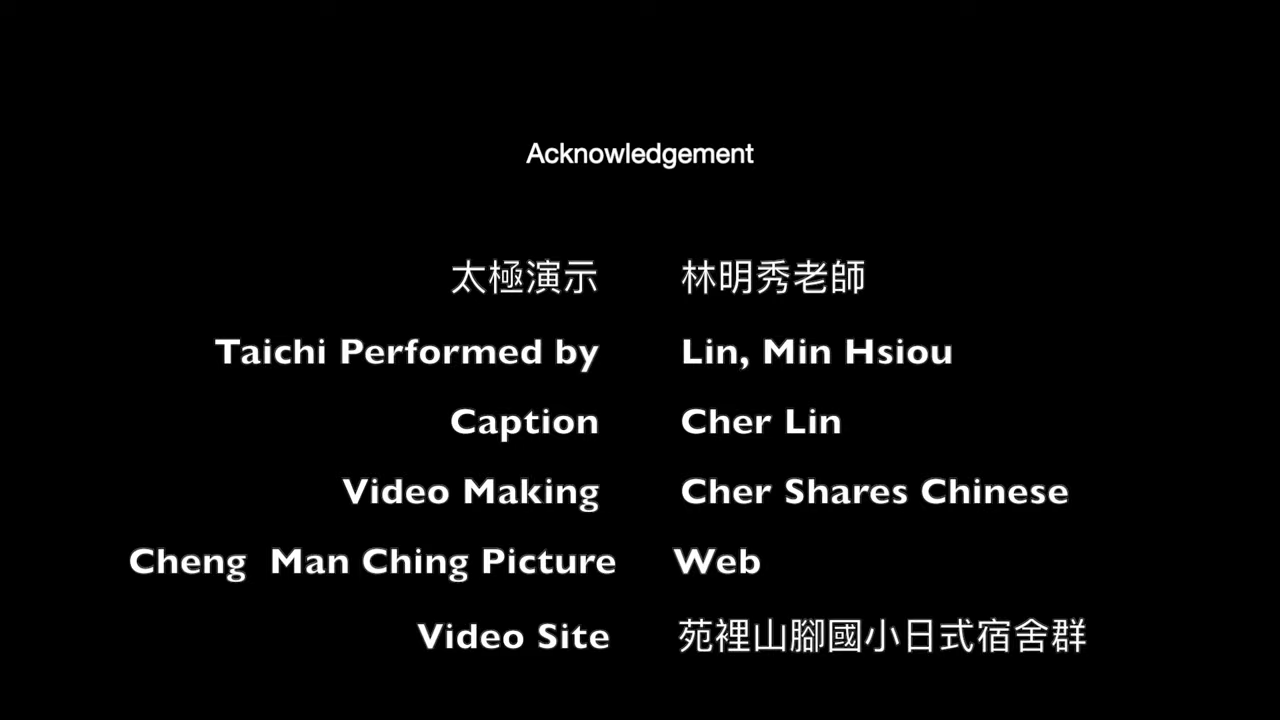 Acknowledgement
太極演示 林明秀老師
Taichi Performed by Lin, Min Hsiou
Caption Cher Lin
Video Making Cher Shares Chinese
Cheng Man Ching Picture Web
Video Site 苑裡山腳國小日式宿舍群